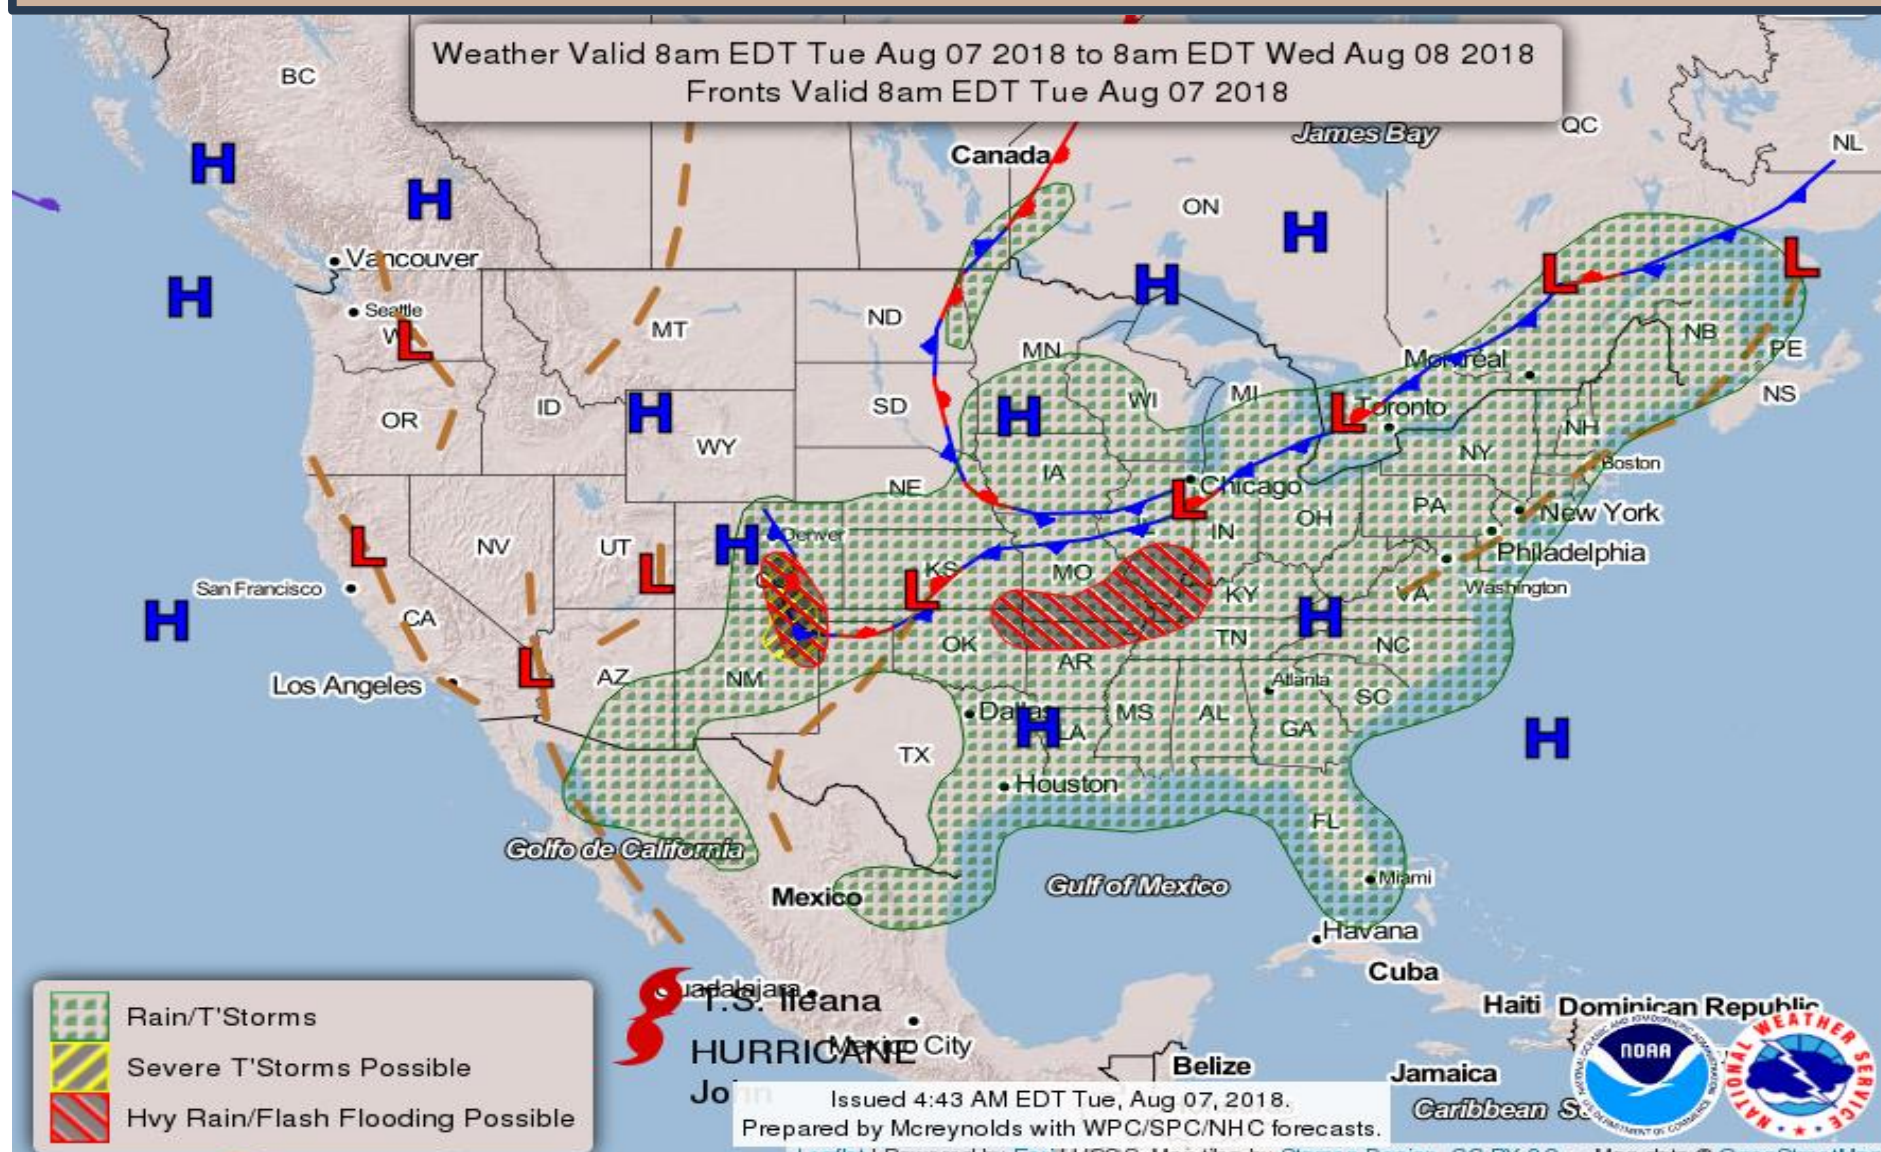 Weather Valid 8am EDT Tue Aug 07 2018 to 8am EDT Wed Aug 08 2018
Fronts Valid 8am EDT Tue Aug 07 2018
BC
James Bay
QC
NL
Canada
H
H
ON
H
Vancouver
L
L
H
H
Seattle
MT
ND
NB
L
MN
PE
Montréal
OR
ID
H
SD
H
WI
MI
L
Toronto
NS
NH
WY
NY
Boston
IA
NE
Chicago
L
PA
New York
OH
IN
H
Denver
NV
UT
L
Philadelphia
KS
MO
San Francisco
L
L
KY
VA
Washington
H
CA
H
OK
TN
NC
L
AZ
NM
AR
Los Angeles
Atlanta
SC
Dallas
H
LA
MS
AL
GA
H
TX
Houston
FL
Golfo de California
Gulf of Mexico
Miami
Mexico
Havana
Cuba
Guadalajara
T.S. Ileana
Haiti
Dominican Republic
Rain/T'Storms
HURRICANE
Mexico City
John
Belize
Jamaica
Severe T'Storms Possible
Hvy Rain/Flash Flooding Possible
Issued 4:43 AM EDT Tue, Aug 07, 2018.
Prepared by Mcreynolds with WPC/SPC/NHC forecasts.
Caribbean
NOAA
NATIONAL WEATHER SERVICE